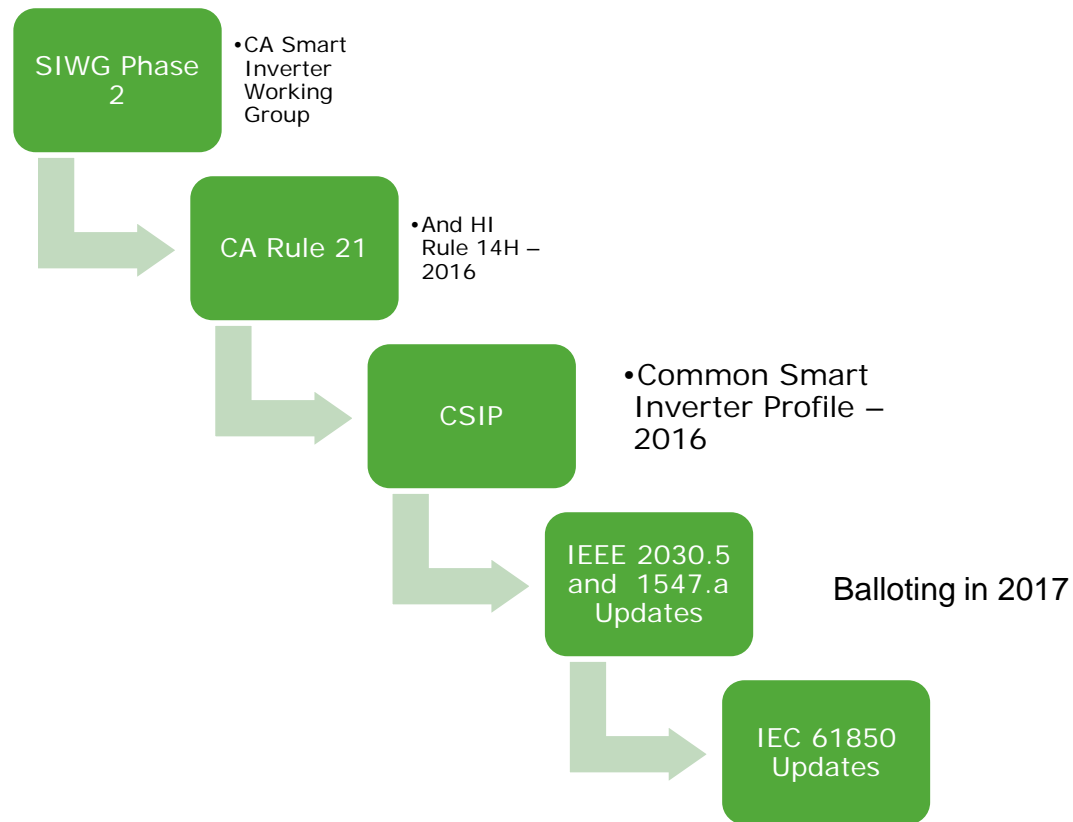 SIWG Phase
2
•CA Smart
Inverter
Working
Group
CA Rule 21
•And HI
Rule 14H –
2016
CSIP
•Common Smart
Inverter Profile –
2016
IEEE 2030.5
and 1547.a
Updates
Balloting in 2017
IEC 61850
Updates